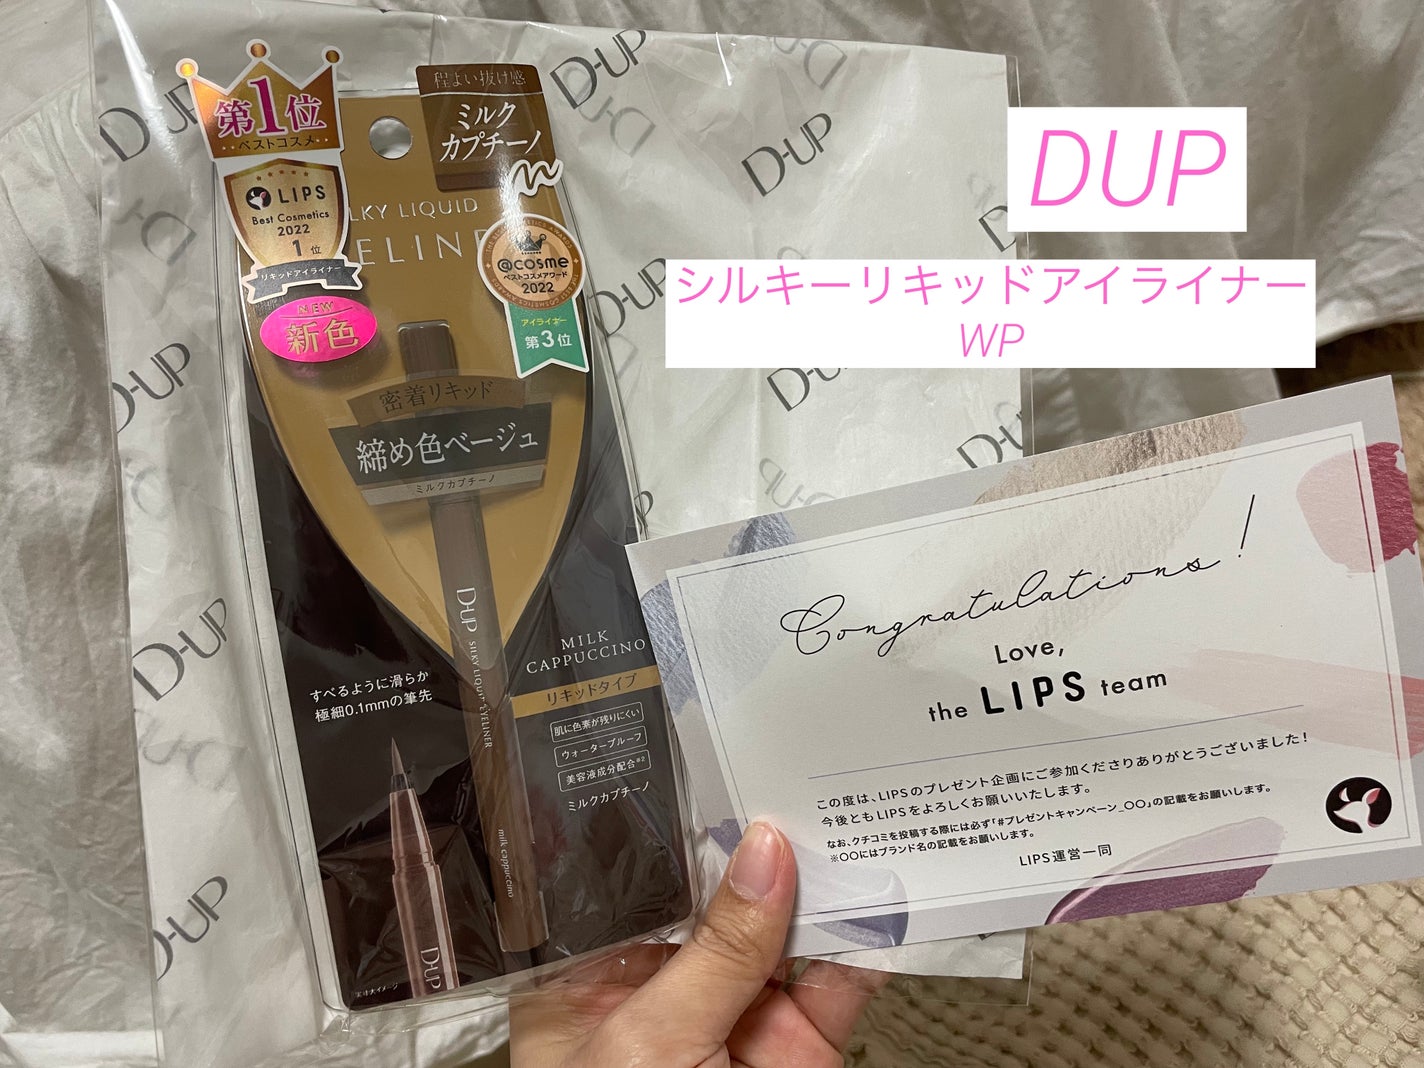 DUP
シルキーリキッドアイライナー
WP
第1位
ベストコスメ
LIPS
Best Cosmetics
2022
1位
リキッドアイライナー
NEW
新色
程よい抜け感
ミルク
カプチーノ
LKY LIQUID
ELINE
@cosme
ベストコスメアワード
2022
アイライナー
第3位
密着リキッド
締め色ベージュ
ミルクカプチーノ
D-UP SILKY LIQUID EYELINER
milk cappuccino
MILK
CAPPUCCINO
リキッドタイプ
肌に色素が残りにくい
ウォータープルーフ
美容液成分配合※2
ミルクカプチーノ
すべるように滑らか
極細0.1mmの筆先
D-UP
D-UP
D-UP
D-UP
D-UP
D-UP
D-UP
Congratulations!
Love,
the LIPS team
この度は、LIPSのプレゼント企画にご参加くださりありがとうございました！
今後ともLIPSをよろしくお願いいたします。
なお、クチコミを投稿する際には必ず「#プレゼントキャンペーン_〇〇」の記載をお願いします。
※〇〇にはブランド名の記載をお願いします。
LIPS運営一同